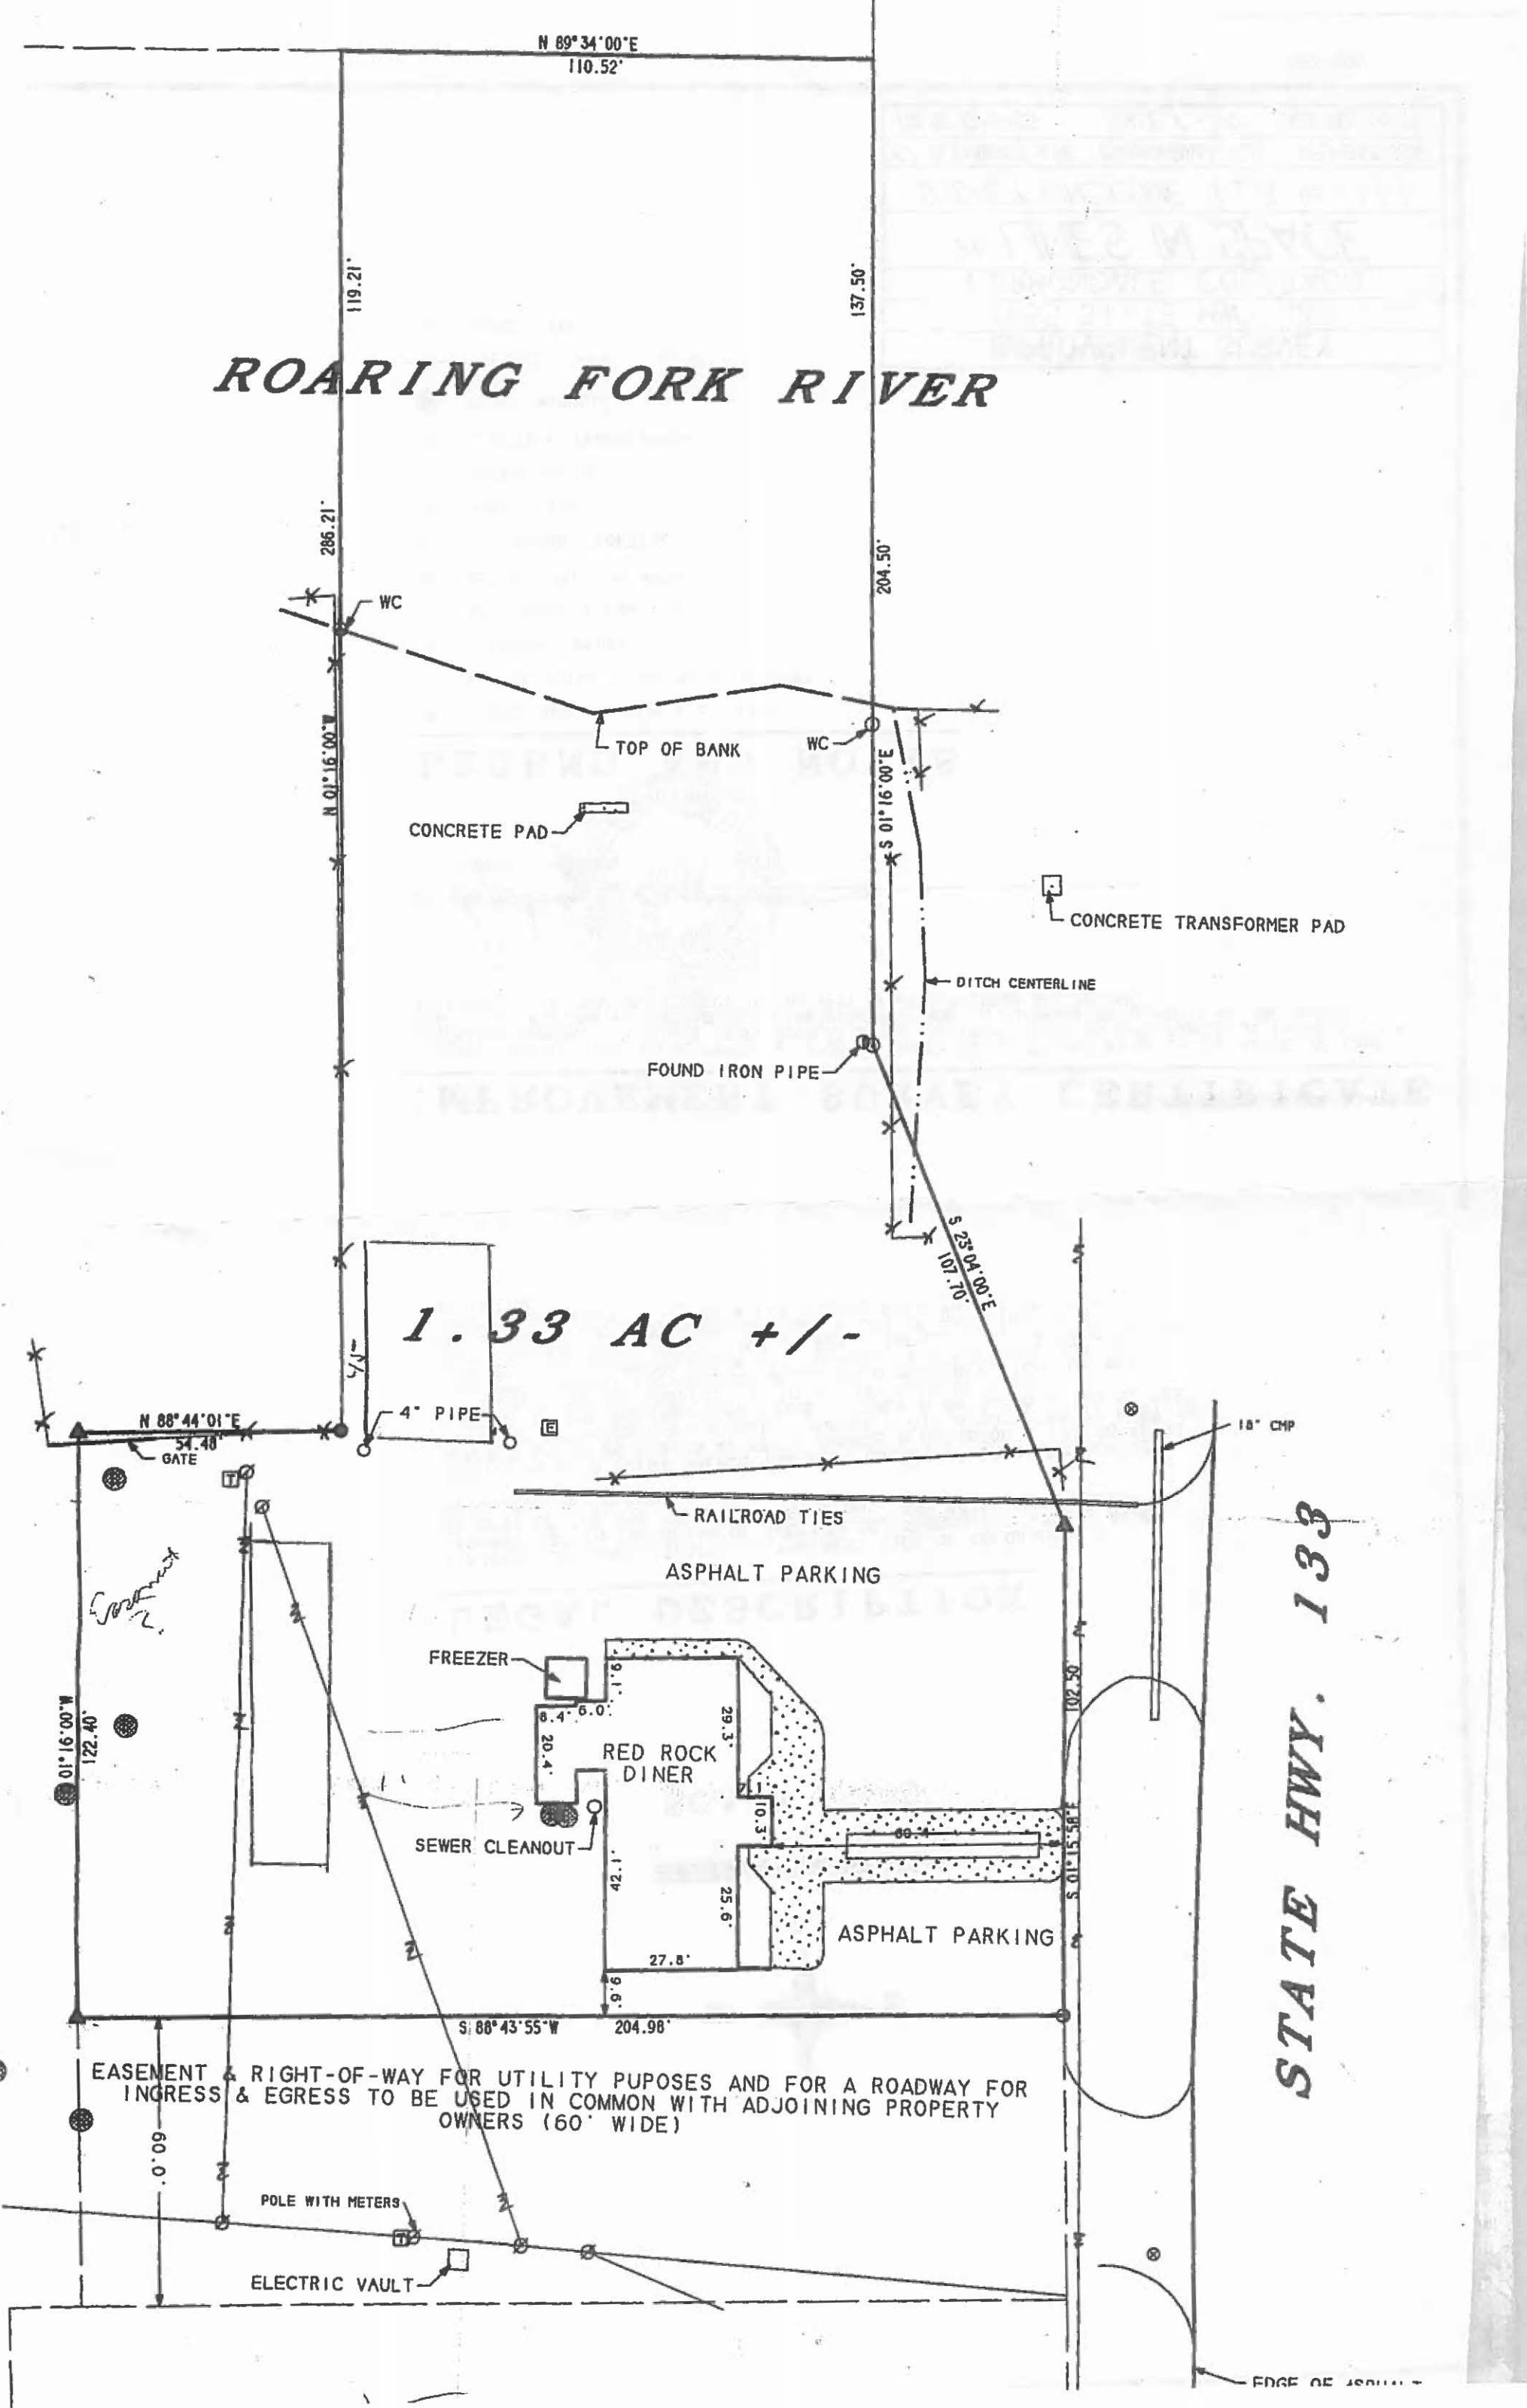 N 89°34'00"E
110.52'
119.21'
137.50'
ROARING FORK RIVER
286.21'
204.50'
WC
N 01°16'00"W
TOP OF BANK
WC
S 01°16'00"E
CONCRETE PAD
CONCRETE TRANSFORMER PAD
DITCH CENTERLINE
FOUND IRON PIPE
S 23°04'00"E
107.70'
1.33 AC +/-
4" PIPE
E
N 88°44'01"E
54.48'
GATE
T
18" CMP
RAILROAD TIES
ASPHALT PARKING
STATE HWY. 133
FREEZER
9.1'
6.0'
8.4'
20.4'
29.3'
RED ROCK
DINER
7.1'
10.3'
60.4'
102.50'
S 01°15'58"E
01°16'00"W
122.40'
SEWER CLEANOUT
42.1'
25.6'
ASPHALT PARKING
27.8'
9.6'
S 88°43'55"W
204.98'
EASEMENT & RIGHT-OF-WAY FOR UTILITY PUPOSES AND FOR A ROADWAY FOR
INGRESS & EGRESS TO BE USED IN COMMON WITH ADJOINING PROPERTY
OWNERS (60' WIDE)
60.0'
POLE WITH METERS
T
ELECTRIC VAULT
EDGE OF ASPHALT